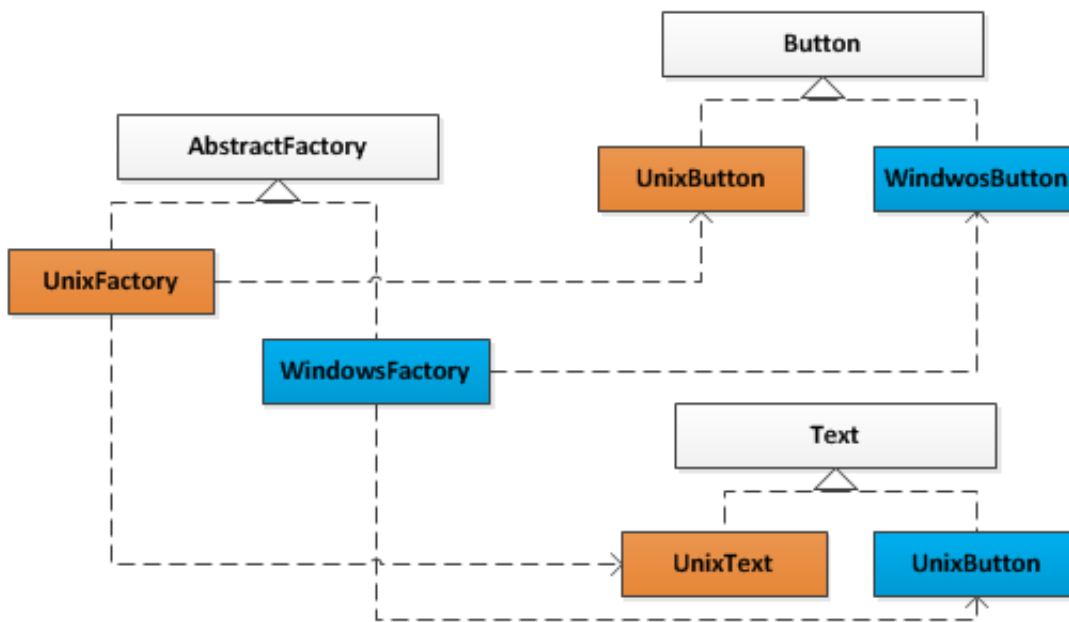 Button
AbstractFactory
UnixButton
WindwosButton
UnixFactory
WindowsFactory
Text
UnixText
UnixButton